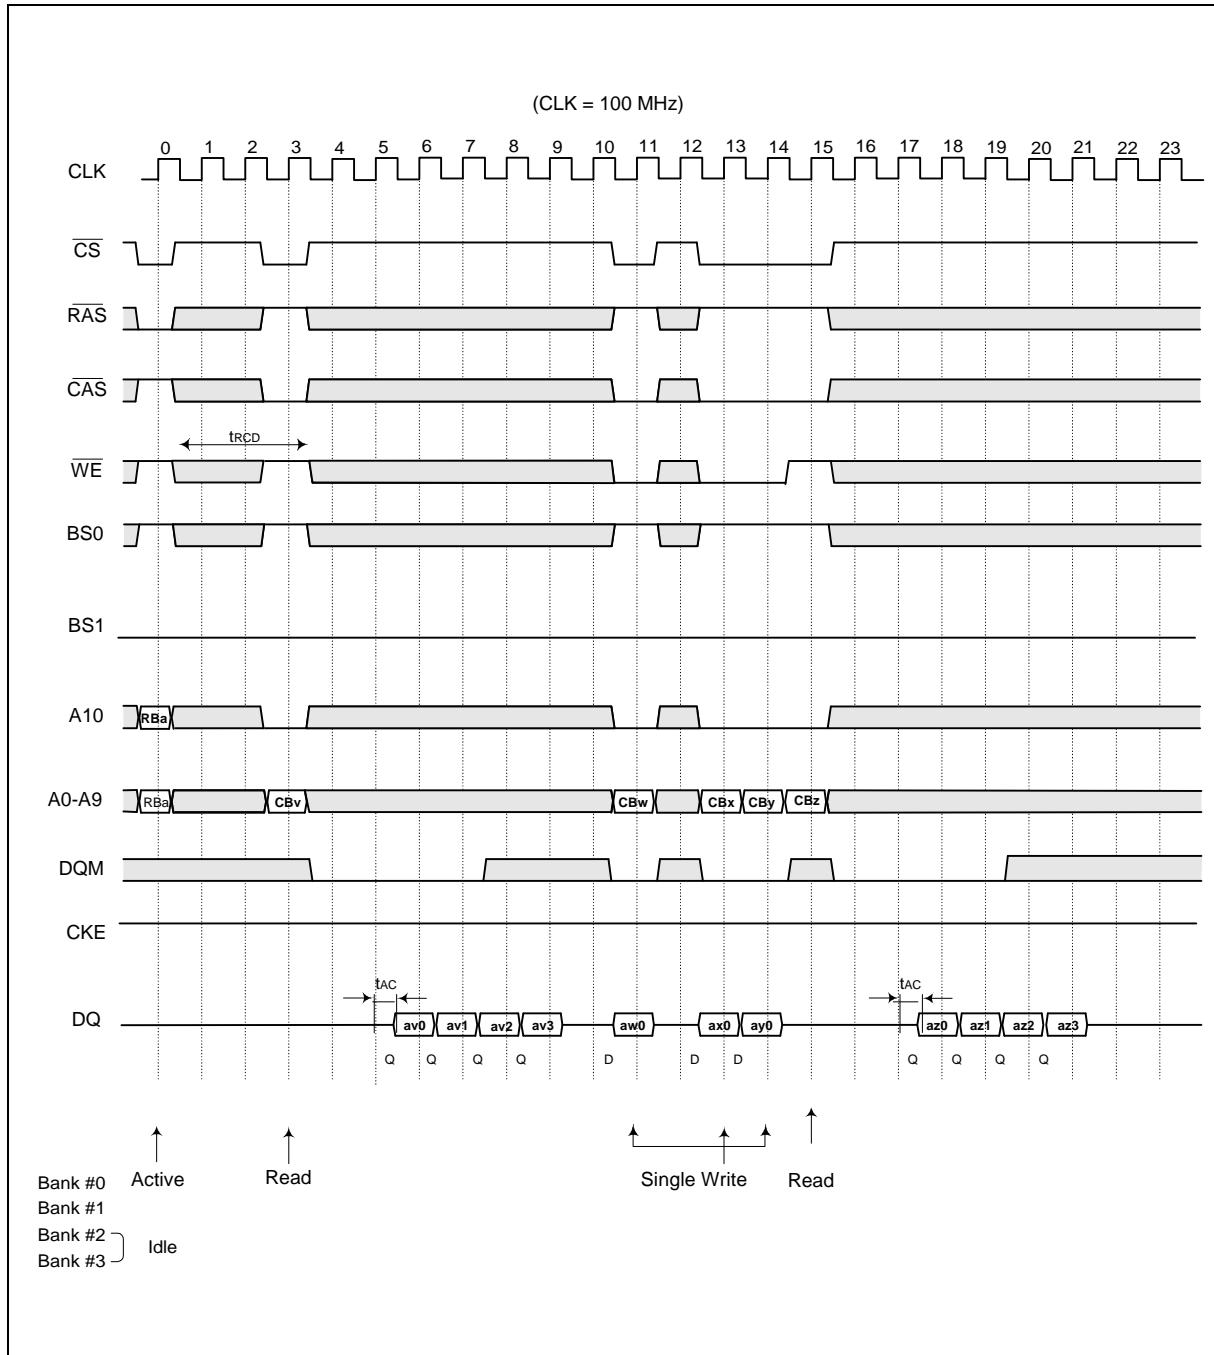 (CLK = 100 MHz)
0 1 2 3 4 5 6 7 8 9 10 11 12 13 14 15 16 17 18 19 20 21 22 23
CLK
CS
RAS
CAS
tRCD
WE
BS0
BS1
A10 RBa
A0-A9 RBa CBv CBw CBx CBy CBz
DQM
CKE
tAC tAC
DQ av0 av1 av2 av3 aw0 ax0 ay0 az0 az1 az2 az3
Q Q Q Q D D D Q Q Q Q
Bank #0 Active Read Single Write Read
Bank #1
Bank #2
Idle
Bank #3